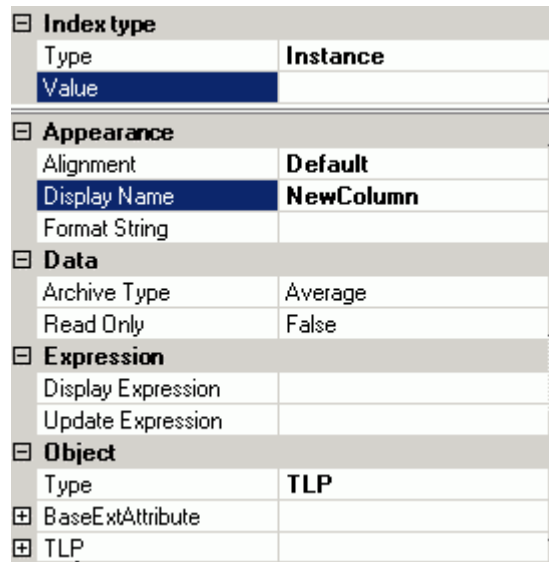 Index type
Type Instance
Value
Appearance
Alignment Default
Display Name NewColumn
Format String
Data
Archive Type Average
Read Only False
Expression
Display Expression
Update Expression
Object
Type TLP
BaseExtAttribute
TLP